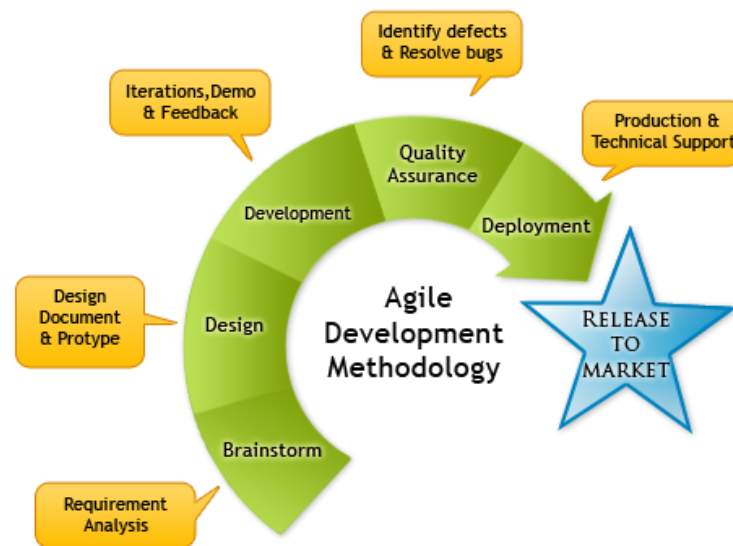 Identify defects
& Resolve bugs
Iterations,Demo
& Feedback
Production &
Technical Support
Quality
Assurance
Development
Deployment
Design
Document
& Protype
Design
Agile
Development
Methodology
RELEASE
TO
MARKET
Brainstorm
Requirement
Analysis